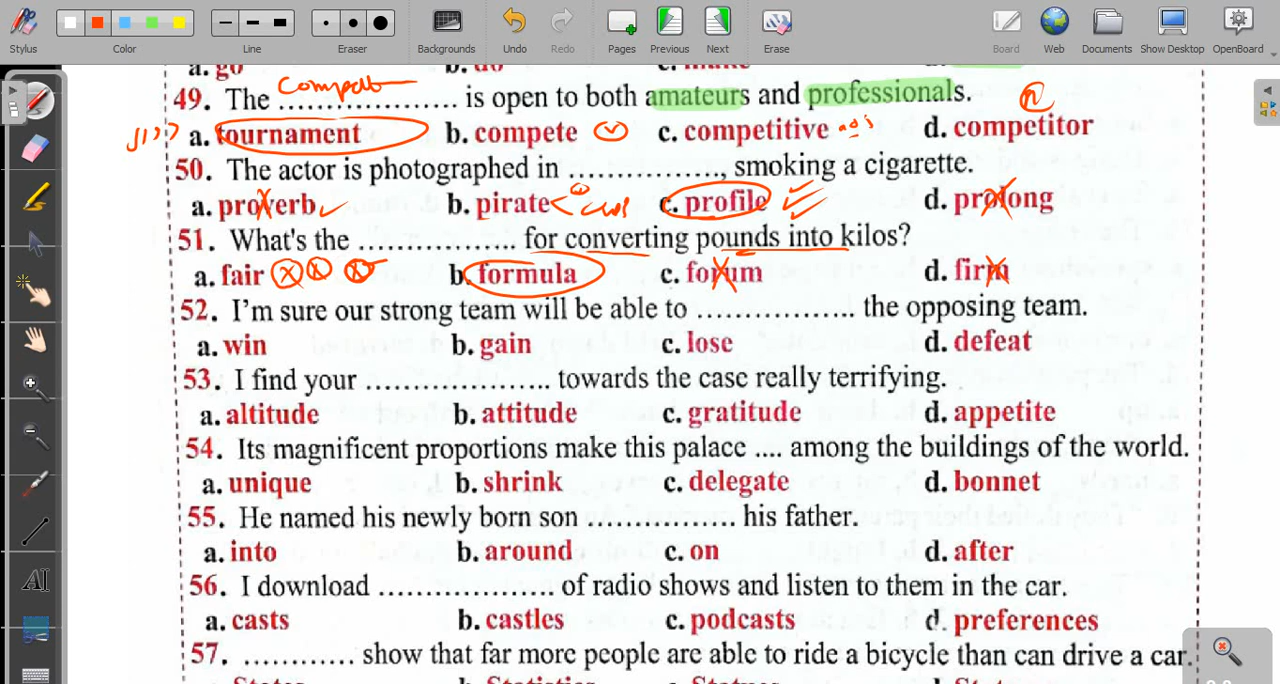 Stylus Color Line Eraser Backgrounds Undo Redo Pages Previous Next Erase Board Web Documents Show Desktop OpenBoard
a. go b. do c. make
49. The .................... is open to both amateurs and professionals.
a. tournament b. compete c. competitive d. competitor
50. The actor is photographed in ................, smoking a cigarette.
a. proverb b. pirate c. profile d. prolong
51. What's the .................... for converting pounds into kilos?
a. fair b. formula c. forum d. firm
52. I'm sure our strong team will be able to ................ the opposing team.
a. win b. gain c. lose d. defeat
53. I find your .................... towards the case really terrifying.
a. altitude b. attitude c. gratitude d. appetite
54. Its magnificent proportions make this palace .... among the buildings of the world.
a. unique b. shrink c. delegate d. bonnet
55. He named his newly born son ................ his father.
a. into b. around c. on d. after
56. I download .................... of radio shows and listen to them in the car.
a. casts b. castles c. podcasts d. preferences
57. ............ show that far more people are able to ride a bicycle than can drive a car.
b. Statistics